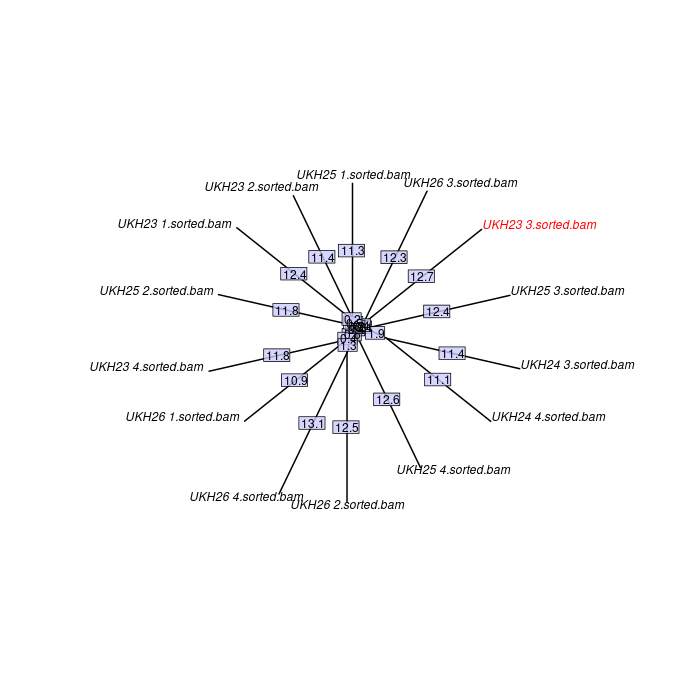 UKH25 1.sorted.bam
UKH26 3.sorted.bam
UKH23 2.sorted.bam
UKH23 1.sorted.bam
UKH23 3.sorted.bam
11.3
11.4
12.3
12.4
12.7
UKH25 2.sorted.bam
UKH25 3.sorted.bam
11.8
12.4
0.2
1.9
1.3
11.8
11.4
UKH23 4.sorted.bam
UKH24 3.sorted.bam
10.9
11.1
12.6
UKH26 1.sorted.bam
UKH24 4.sorted.bam
13.1
12.5
UKH25 4.sorted.bam
UKH26 4.sorted.bam
UKH26 2.sorted.bam